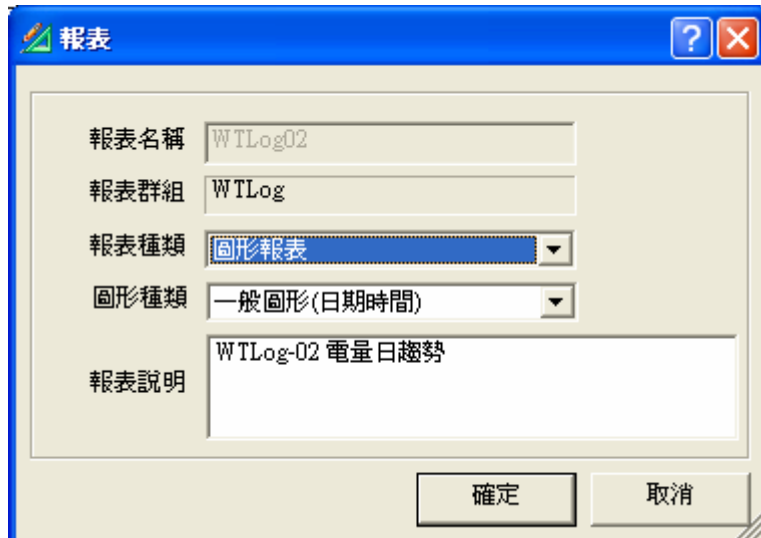 報表
報表名稱 WTLog02
報表群組 WTLog
報表種類 圖形報表
圖形種類 一般圖形(日期時間)
報表說明 WTLog-02 電量日趨勢
確定 取消